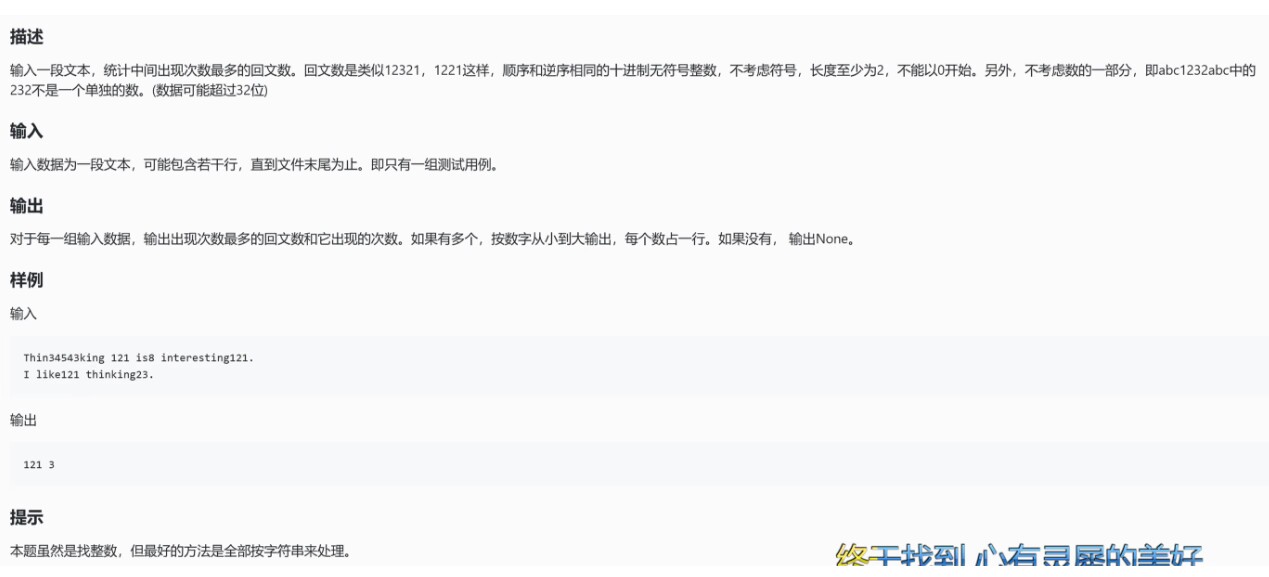 描述
输入一段文本，统计中间出现次数最多的回文数。回文数是类似12321，1221这样，顺序和逆序相同的十进制无符号整数，不考虑符号，长度至少为2，不能以0开始。另外，不考虑数的一部分，即abc1232abc中的
232不是一个单独的数。(数据可能超过32位)
输入
输入数据为一段文本，可能包含若干行，直到文件末尾为止。即只有一组测试用例。
输出
对于每一组输入数据，输出出现次数最多的回文数和它出现的次数。如果有多个，按数字从小到大输出，每个数占一行。如果没有， 输出None。
样例
输入
Thin34543king 121 is8 interesting121.
I like121 thinking23.
输出
121 3
提示
本题虽然是找整数，但最好的方法是全部按字符串来处理。
终于找到 心有灵犀的美好